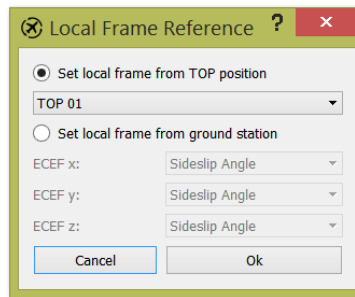 Local Frame Reference ? ×
Set local frame from TOP position
TOP 01
Set local frame from ground station
ECEF x: Sideslip Angle
ECEF y: Sideslip Angle
ECEF z: Sideslip Angle
Cancel Ok